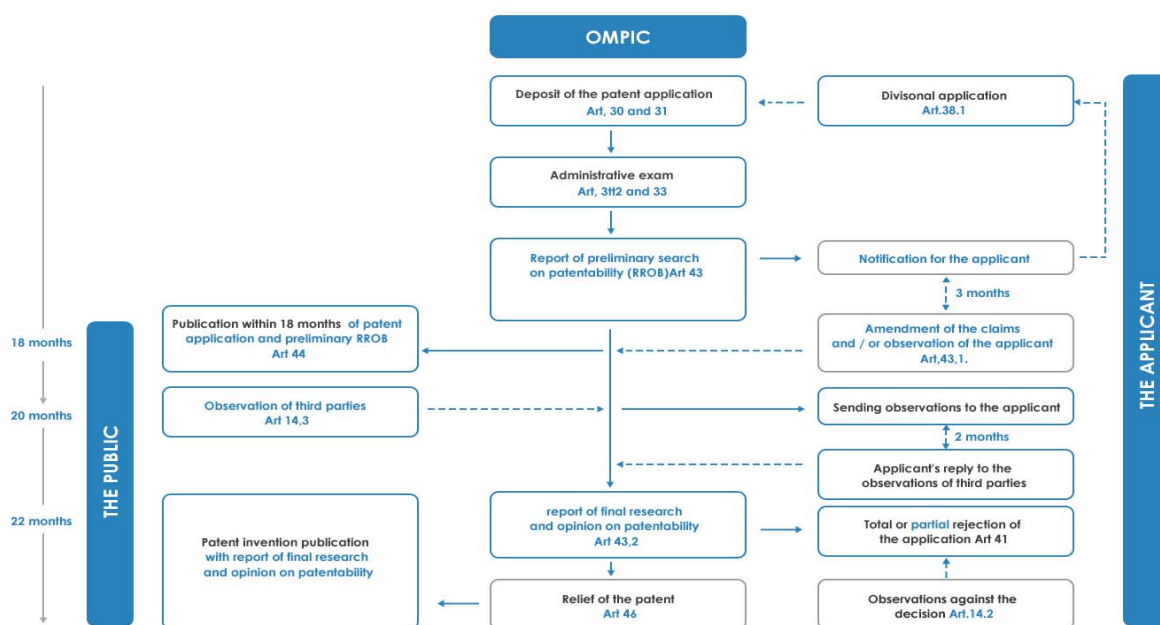 OMPIC
Deposit of the patent application
Art, 30 and 31
Divisonal application
Art.38.1
Administrative exam
Art, 3tt2 and 33
Report of preliminary search
on patentability (RROB)Art 43
Notification for the applicant
3 months
Publication within 18 months of patent
application and preliminary RROB
Art 44
Amendment of the claims
and / or observation of the applicant
Art,43,1.
18 months
20 months
Observation of third parties
Art 14,3
Sending observations to the applicant
2 months
Applicant's reply to the
observations of third parties
22 months
Patent invention publication
with report of final research
and opinion on patentability
report of final research
and opinion on patentability
Art 43,2
Total or partial rejection of
the application Art 41
Relief of the patent
Art 46
Observations against the
decision Art.14.2
THE PUBLIC
THE APPLICANT